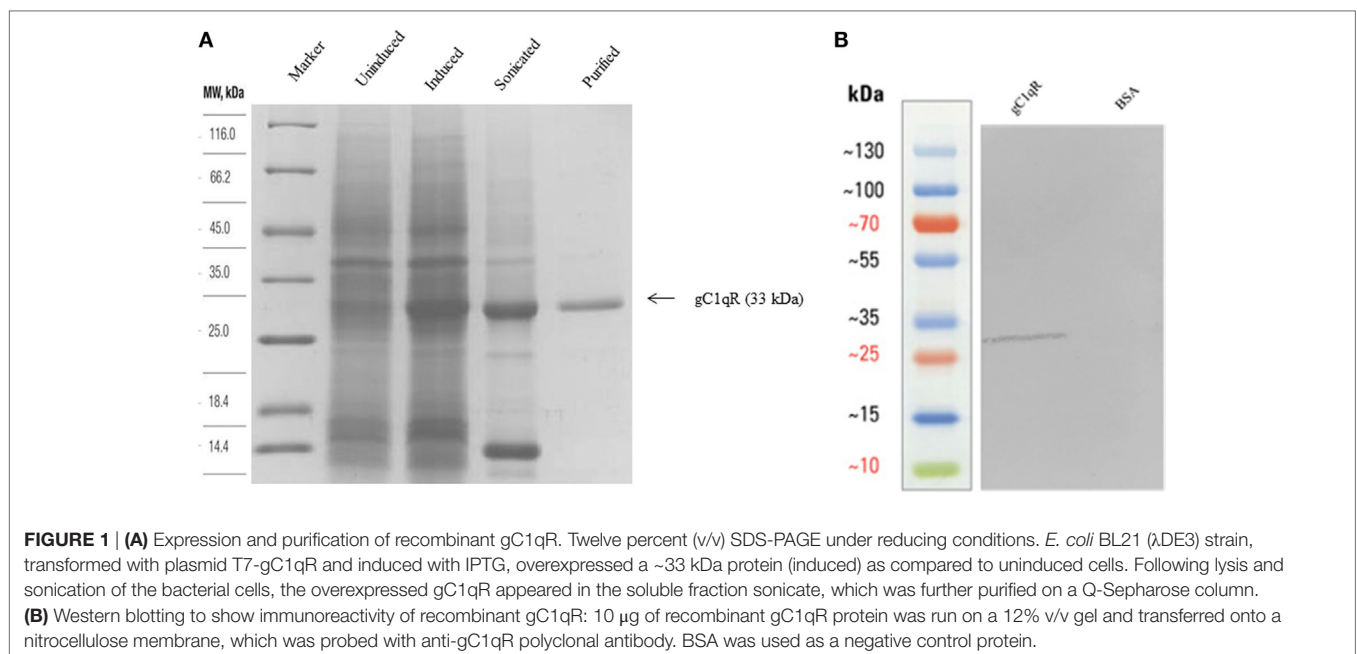 A
Marker
Uninduced
Induced
Sonicated
Purified
MW, kDa
116.0
66.2
45.0
35.0
25.0
18.4
14.4
gC1qR (33 kDa)
B
kDa
gC1qR
BSA
~130
~100
~70
~55
~35
~25
~15
~10
FIGURE 1 | (A) Expression and purification of recombinant gC1qR. Twelve percent (v/v) SDS-PAGE under reducing conditions. E. coli BL21 (λDE3) strain,
transformed with plasmid T7-gC1qR and induced with IPTG, overexpressed a ~33 kDa protein (induced) as compared to uninduced cells. Following lysis and
sonication of the bacterial cells, the overexpressed gC1qR appeared in the soluble fraction sonicate, which was further purified on a Q-Sepharose column.
(B) Western blotting to show immunoreactivity of recombinant gC1qR: 10 μg of recombinant gC1qR protein was run on a 12% v/v gel and transferred onto a
nitrocellulose membrane, which was probed with anti-gC1qR polyclonal antibody. BSA was used as a negative control protein.